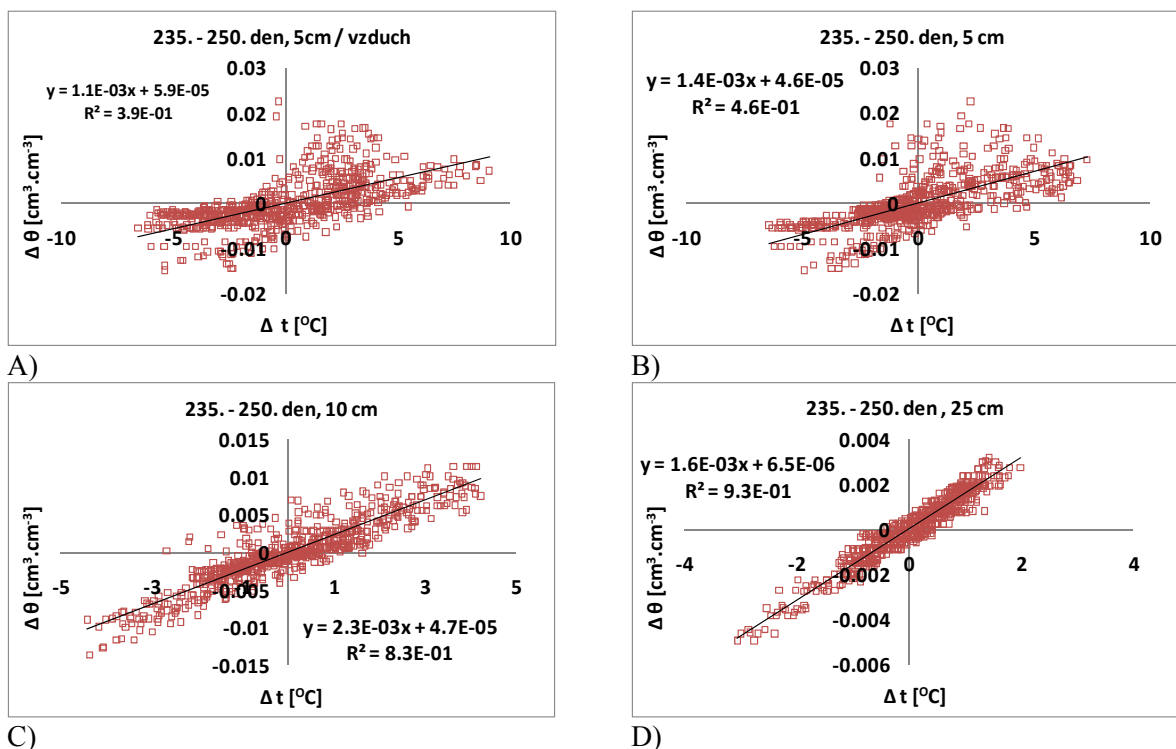 235. - 250. den, 5cm / vzduch
y = 1.1E-03x + 5.9E-05
R² = 3.9E-01
0.03
0.02
0.01
0
-0.01
-0.02
-10 -5 0 5 10
Δ θ [cm³.cm⁻³]
Δ t [ᴼC]
A)
235. - 250. den, 5 cm
y = 1.4E-03x + 4.6E-05
R² = 4.6E-01
0.03
0.02
0.01
0
-0.01
-0.02
-10 -5 0 5 10
Δ θ [cm³.cm⁻³]
Δ t [ᴼC]
B)
235. - 250. den, 10 cm
0.015
0.01
0.005
0
-0.005
-0.01
-0.015
-5 -3 -1 1 3 5
y = 2.3E-03x + 4.7E-05
R² = 8.3E-01
Δ θ [cm³.cm⁻³]
Δ t [ᴼC]
C)
235. - 250. den , 25 cm
y = 1.6E-03x + 6.5E-06
R² = 9.3E-01
0.004
0.002
0
-0.002
-0.004
-0.006
-4 -2 0 2 4
Δ θ [cm³.cm⁻³]
Δ t [ᴼC]
D)